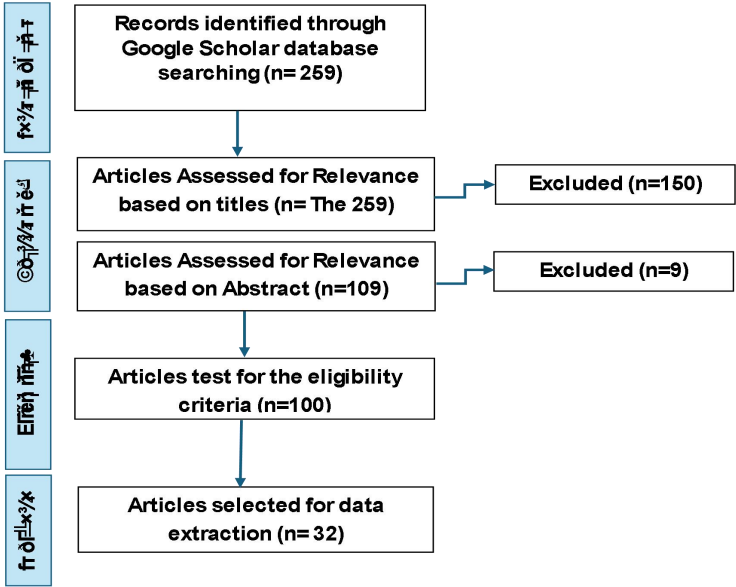 Records identified through
Google Scholar database
searching (n= 259)
Articles Assessed for Relevance
based on titles (n= The 259)
Excluded (n=150)
Articles Assessed for Relevance
based on Abstract (n=109)
Excluded (n=9)
Articles test for the eligibility
criteria (n=100)
Articles selected for data
extraction (n= 32)